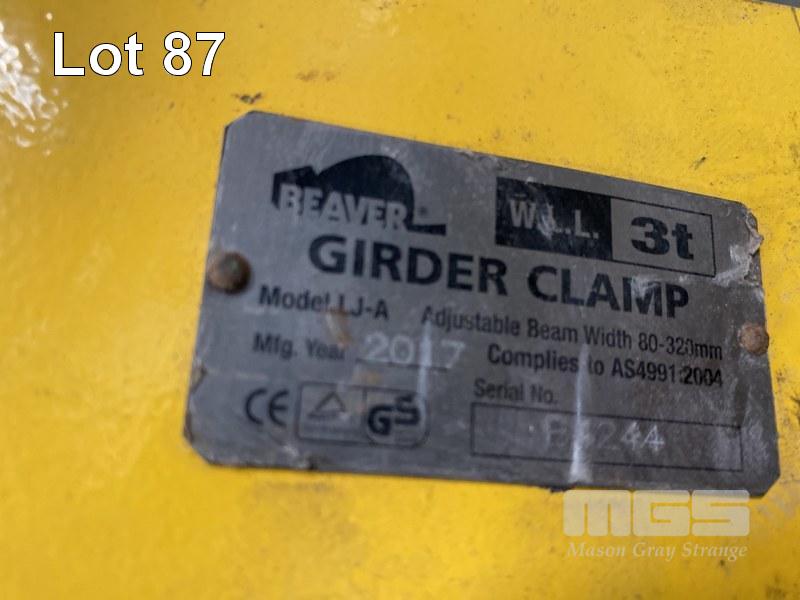 Lot 87
BEAVER®
W.L.L. 3t
GIRDER CLAMP
Model LJ-A Adjustable Beam Width 80-320mm
Mfg. Year 2017 Complies to AS4991:2004
Serial No.
CE GS
MGS
Mason Gray Strange